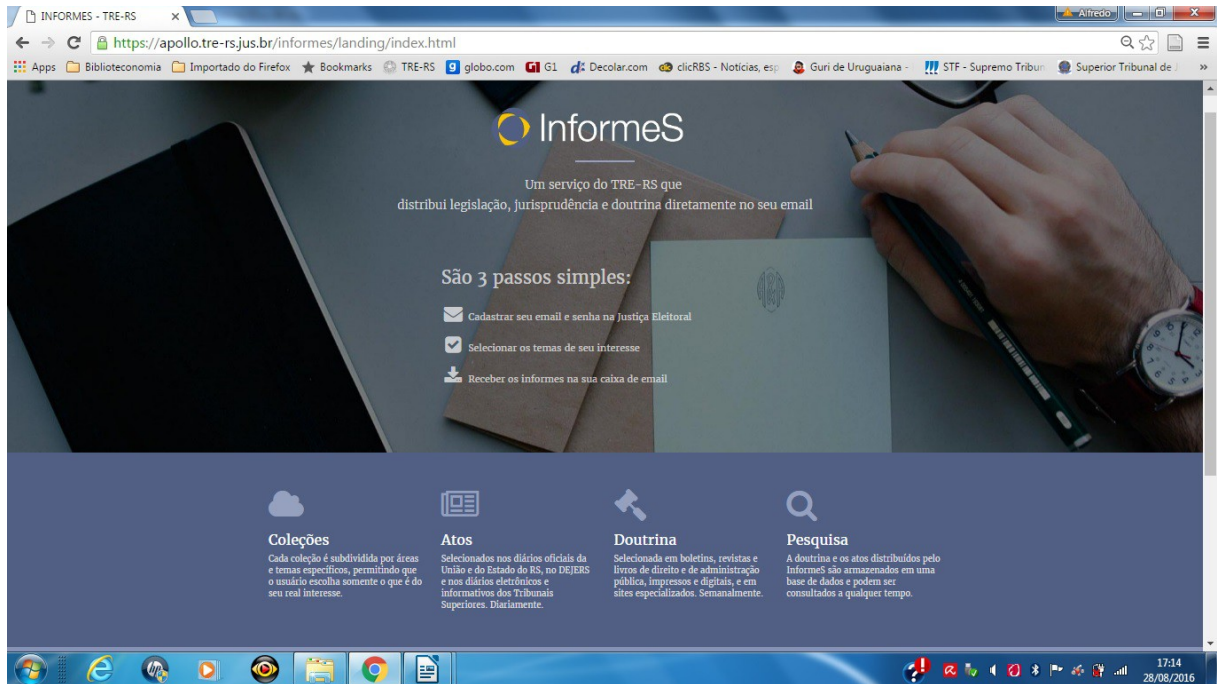 INFORMES - TRE-RS
Alfredo
https://apollo.tre-rs.jus.br/informes/landing/index.html
Apps Biblioteconomia Importado do Firefox Bookmarks TRE-RS globo.com G1 Decolar.com clicRBS - Notícias, esp Guri de Uruguaiana - STF - Supremo Tribun Superior Tribunal de J »
InformeS
Um serviço do TRE-RS que
distribui legislação, jurisprudência e doutrina diretamente no seu email
São 3 passos simples:
Cadastrar seu email e senha na Justiça Eleitoral
Selecionar os temas de seu interesse
Receber os informes na sua caixa de email
Coleções
Cada coleção é subdividida por áreas
e temas específicos, permitindo que
o usuário escolha somente o que é do
seu real interesse.
Atos
Selecionados nos diários oficiais da
União e do Estado do RS, no DEJERS
e nos diários eletrônicos e
informativos dos Tribunais
Superiores. Diariamente.
Doutrina
Selecionada em boletins, revistas e
livros de direito e de administração
pública, impressos e digitais, e em
sites especializados. Semanalmente.
Pesquisa
A doutrina e os atos distribuídos pelo
InformeS são armazenados em uma
base de dados e podem ser
consultados a qualquer tempo.
17:14
28/08/2016